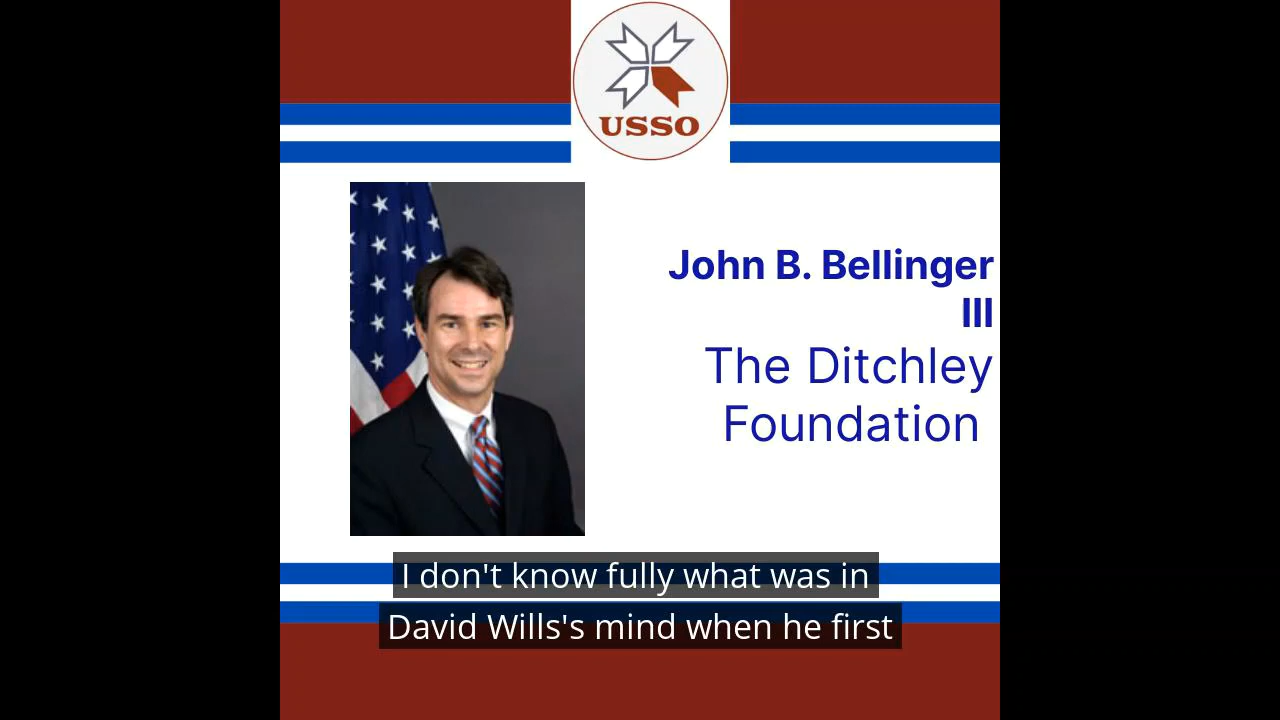 USSO
John B. Bellinger
III
The Ditchley
Foundation
I don't know fully what was in
David Wills's mind when he first